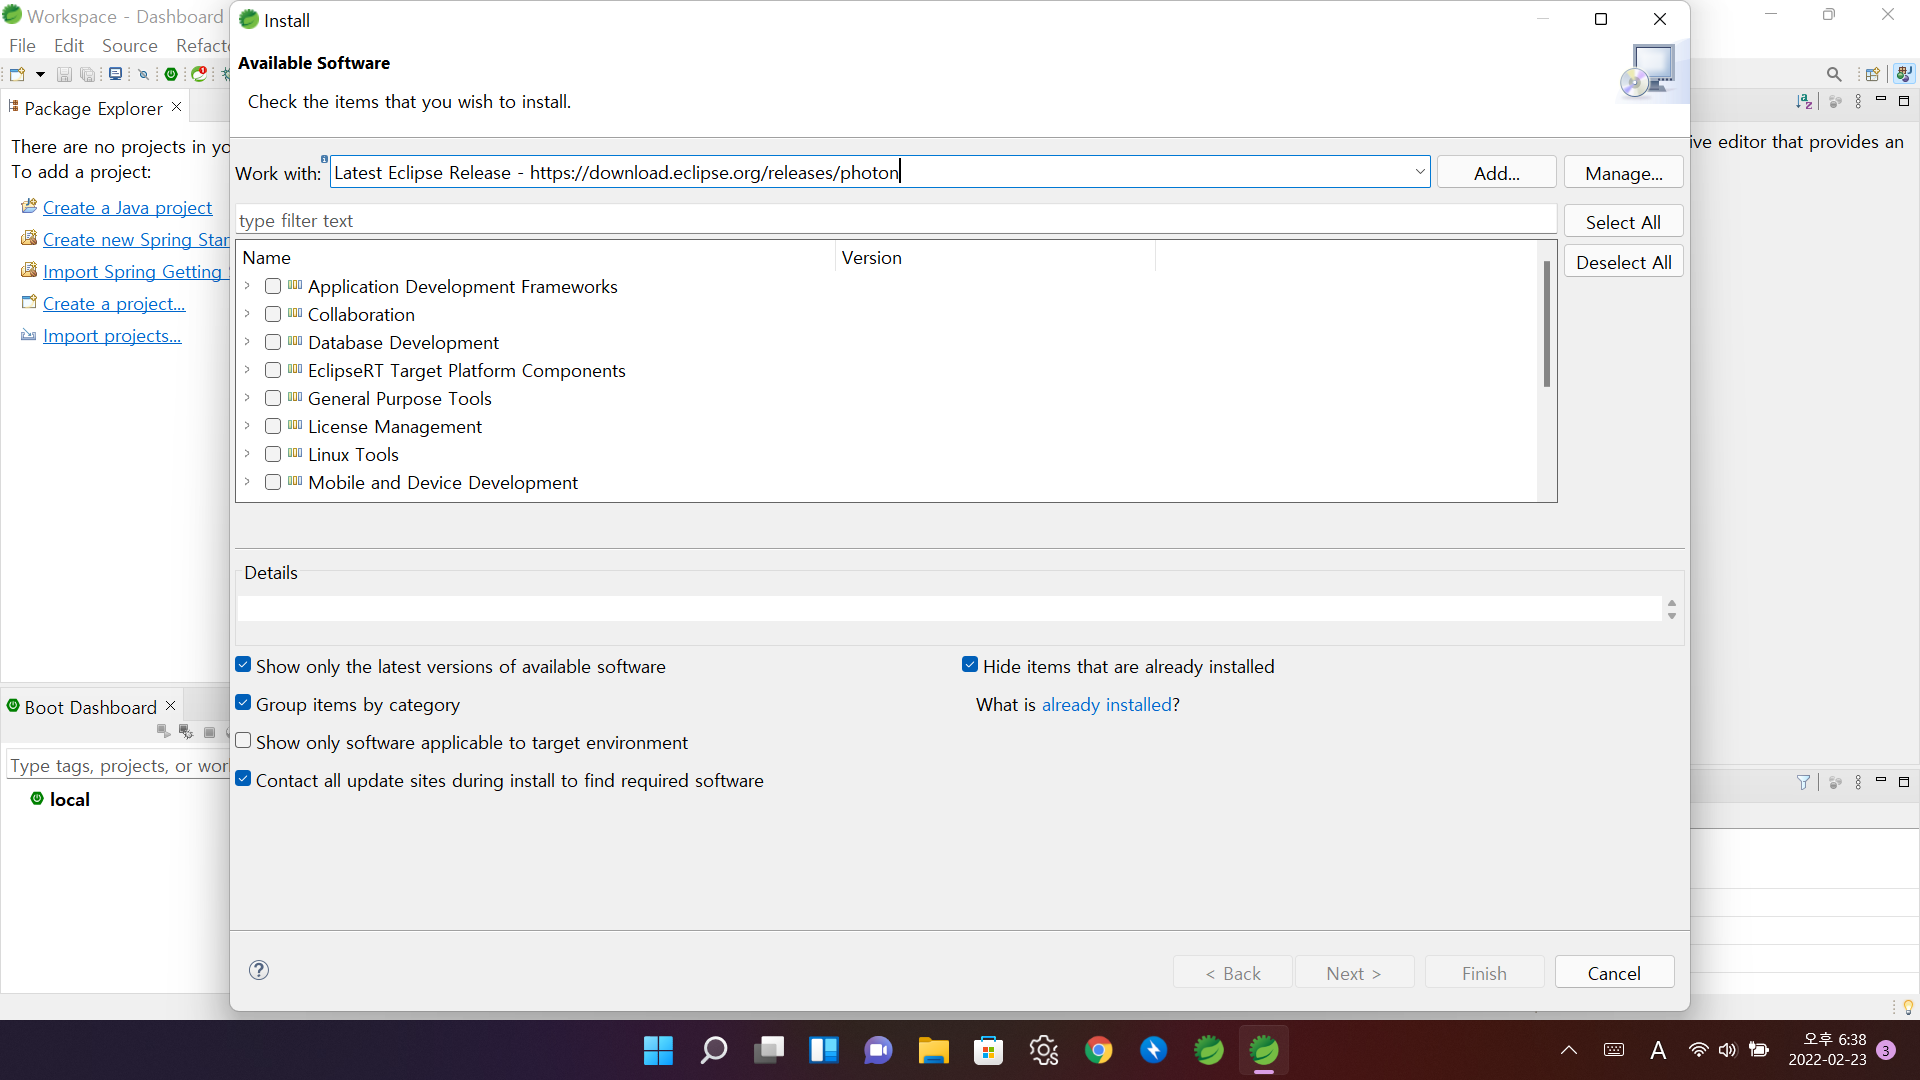 Workspace - Dashboard
Install
File Edit Source
Available Software
Check the items that you wish to install.
Package Explorer
There are no projects in
To add a project:
Create a Java project
Create new Spring
Import Spring Getting
Create a project...
Import projects...
ive editor that provides an
Work with:
Latest Eclipse Release - https://download.eclipse.org/releases/photon
Add...
Manage...
type filter text
Select All
Deselect All
Name Version
Application Development Frameworks
Collaboration
Database Development
EclipseRT Target Platform Components
General Purpose Tools
License Management
Linux Tools
Mobile and Device Development
Details
Show only the latest versions of available software
Hide items that are already installed
Group items by category
What is already installed?
Show only software applicable to target environment
Contact all update sites during install to find required software
Boot Dashboard
Type tags, projects, or
local
< Back
Next >
Finish
Cancel
A
오후 6:38
2022-02-23
3